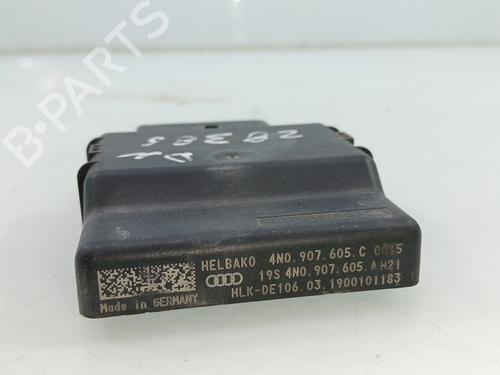 B-PARTS
HELBAKO 4N0.907.605.C 0015
19S 4N0.907.605.A H21
HLK-DE106.03.1900101183
Made in GERMANY